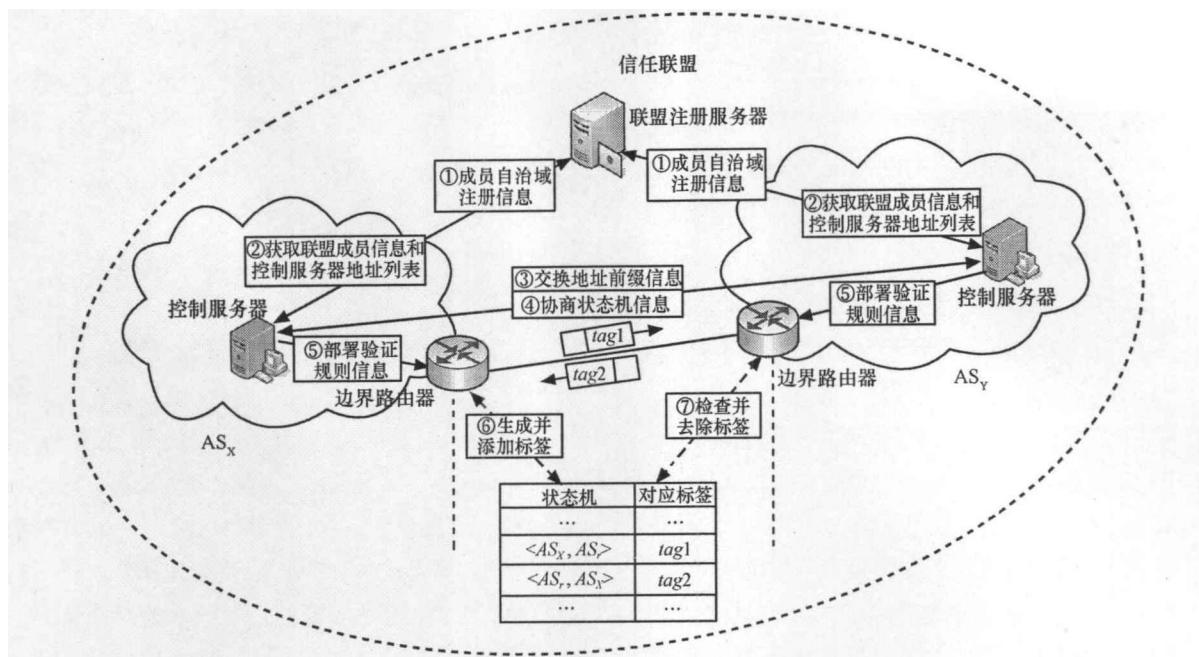 信任联盟
联盟注册服务器
①成员自治域
注册信息
①成员自治域
注册信息
②获取联盟成员信息和
控制服务器地址列表
②获取联盟成员信息和
控制服务器地址列表
③交换地址前缀信息
④协商状态机信息
控制服务器
控制服务器
⑤部署验证
规则信息
⑤部署验证
规则信息
tag1
tag2
边界路由器
边界路由器
AS_X
AS_Y
⑥生成并
添加标签
⑦检查并
去除标签
状态机 对应标签
… …
<AS_X, AS_r> tag1
<AS_r, AS_X> tag2
… …